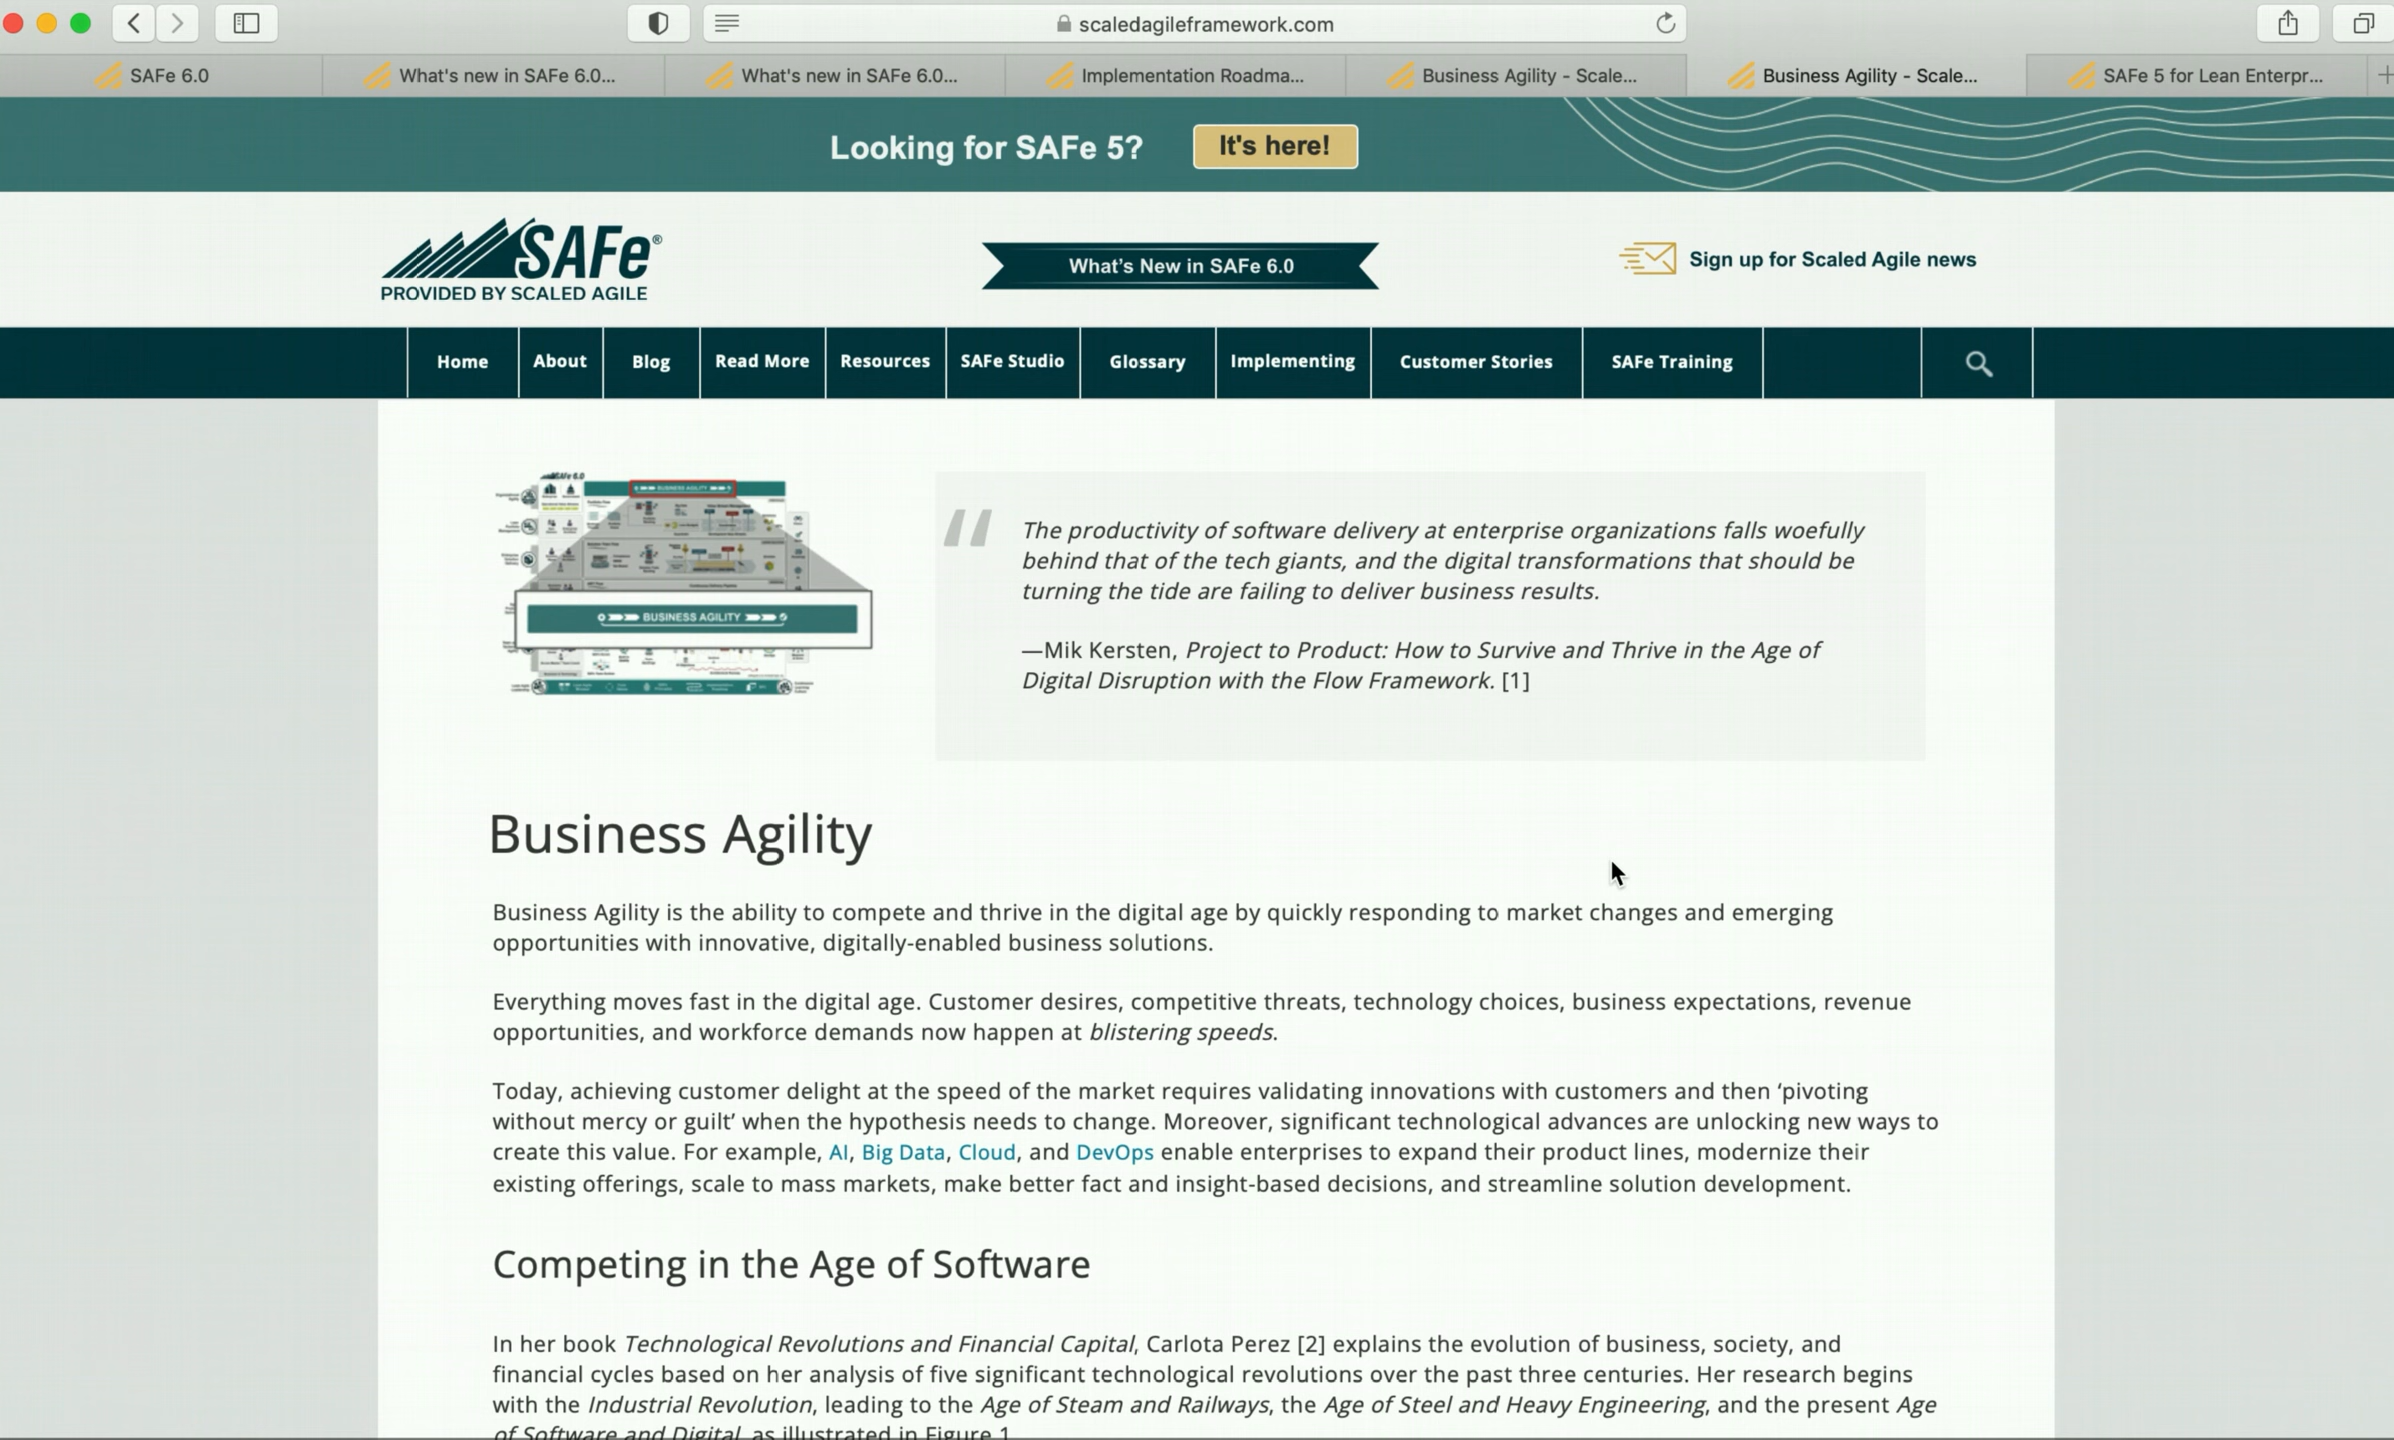 scaledagileframework.com
SAFe 6.0
What's new in SAFe 6.0...
What's new in SAFe 6.0...
Implementation Roadma...
Business Agility - Scale...
Business Agility - Scale...
SAFe 5 for Lean Enterpr...
Looking for SAFe 5?
It's here!
SAFe®
PROVIDED BY SCALED AGILE
What's New in SAFe 6.0
Sign up for Scaled Agile news
Home
About
Blog
Read More
Resources
SAFe Studio
Glossary
Implementing
Customer Stories
SAFe Training
SAFe 6.0
BUSINESS AGILITY
BUSINESS AGILITY
“
The productivity of software delivery at enterprise organizations falls woefully
behind that of the tech giants, and the digital transformations that should be
turning the tide are failing to deliver business results.
—Mik Kersten, Project to Product: How to Survive and Thrive in the Age of
Digital Disruption with the Flow Framework. [1]
Business Agility
Business Agility is the ability to compete and thrive in the digital age by quickly responding to market changes and emerging
opportunities with innovative, digitally-enabled business solutions.
Everything moves fast in the digital age. Customer desires, competitive threats, technology choices, business expectations, revenue
opportunities, and workforce demands now happen at blistering speeds.
Today, achieving customer delight at the speed of the market requires validating innovations with customers and then ‘pivoting
without mercy or guilt’ when the hypothesis needs to change. Moreover, significant technological advances are unlocking new ways to
create this value. For example, AI, Big Data, Cloud, and DevOps enable enterprises to expand their product lines, modernize their
existing offerings, scale to mass markets, make better fact and insight-based decisions, and streamline solution development.
Competing in the Age of Software
In her book Technological Revolutions and Financial Capital, Carlota Perez [2] explains the evolution of business, society, and
financial cycles based on her analysis of five significant technological revolutions over the past three centuries. Her research begins
with the Industrial Revolution, leading to the Age of Steam and Railways, the Age of Steel and Heavy Engineering, and the present Age
of Software and Digital, as illustrated in Figure 1